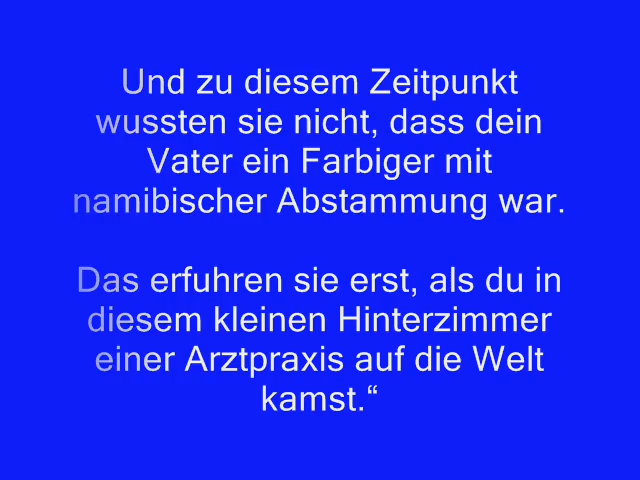 Und zu diesem Zeitpunkt
wussten sie nicht, dass dein
Vater ein Farbiger mit
namibischer Abstammung war.
Das erfuhren sie erst, als du in
diesem kleinen Hinterzimmer
einer Arztpraxis auf die Welt
kamst.“